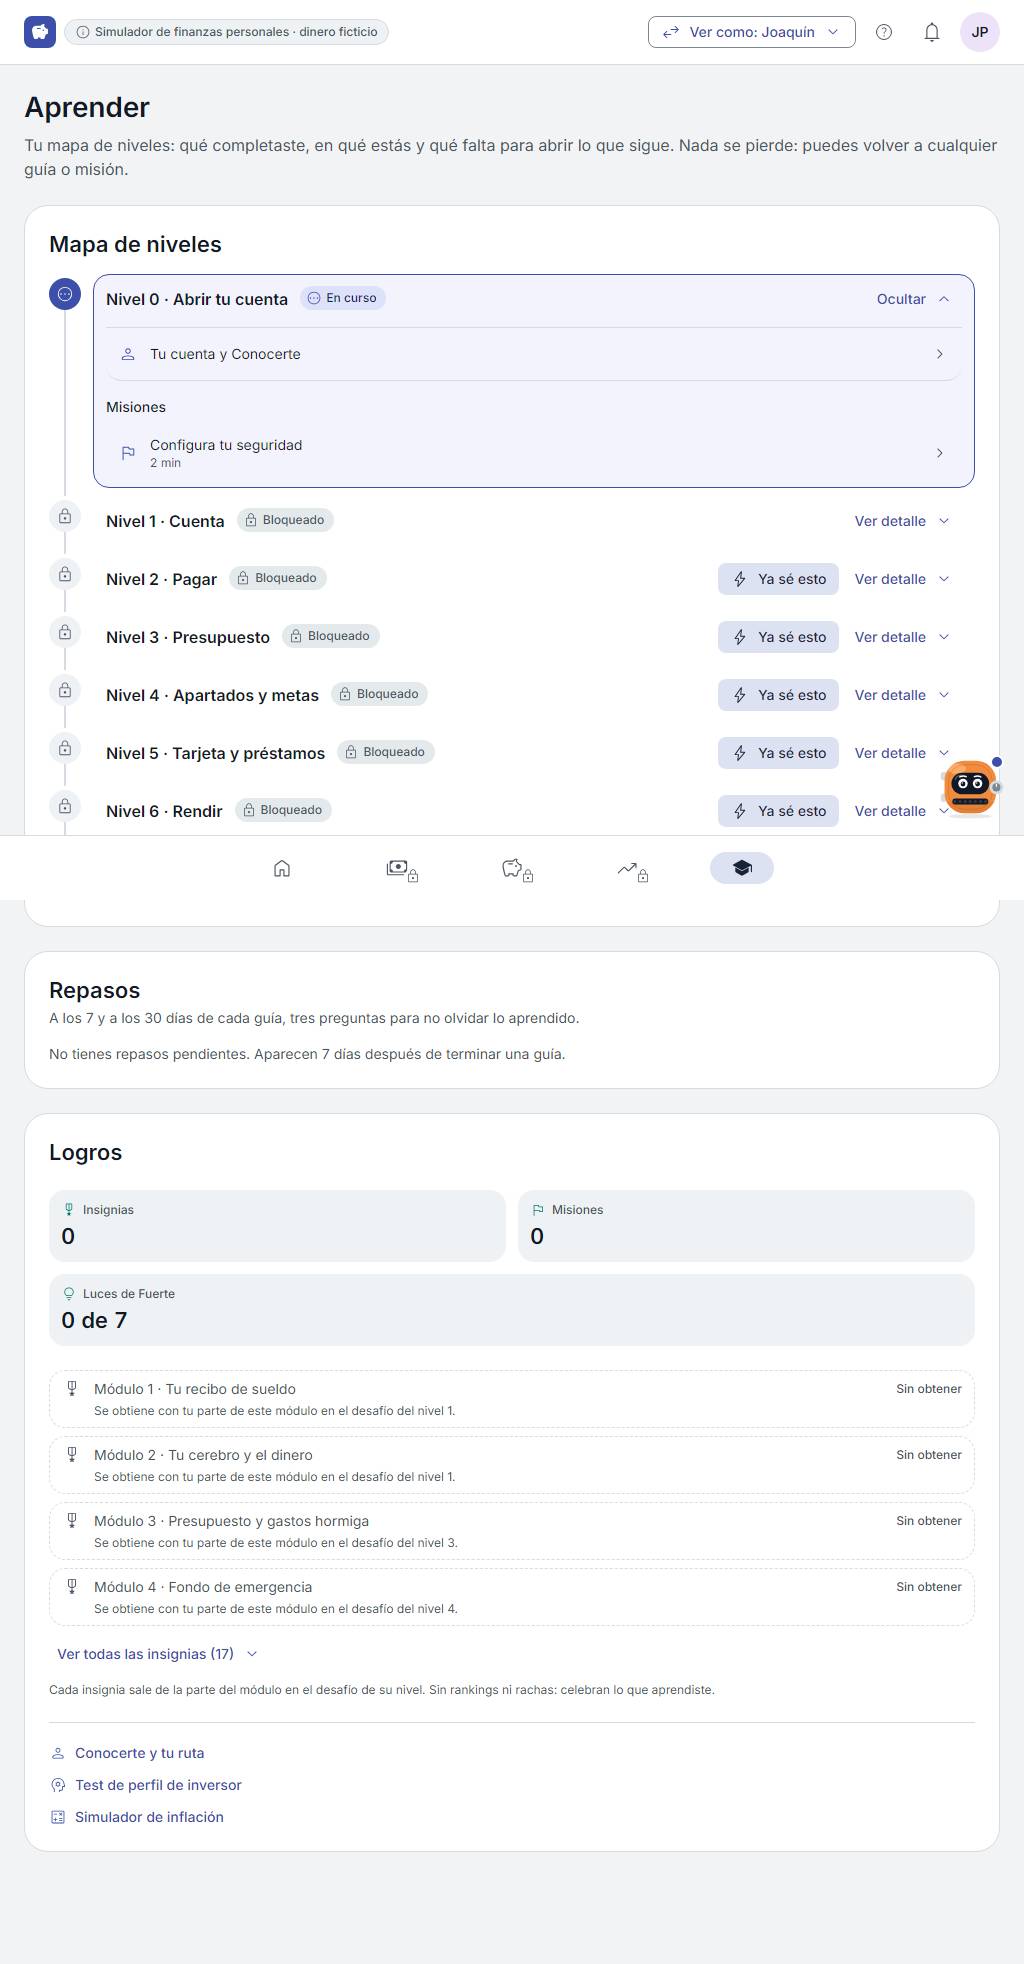 Simulador de finanzas personales · dinero ficticio
Ver como: Joaquín
JP
Aprender
Tu mapa de niveles: qué completaste, en qué estás y qué falta para abrir lo que sigue. Nada se pierde: puedes volver a cualquier
guía o misión.
Mapa de niveles
Nivel 0 · Abrir tu cuenta
En curso
Ocultar
Tu cuenta y Conocerte
Misiones
Configura tu seguridad
2 min
Nivel 1 · Cuenta
Bloqueado
Ver detalle
Nivel 2 · Pagar
Bloqueado
Ya sé esto
Ver detalle
Nivel 3 · Presupuesto
Bloqueado
Ya sé esto
Ver detalle
Nivel 4 · Apartados y metas
Bloqueado
Ya sé esto
Ver detalle
Nivel 5 · Tarjeta y préstamos
Bloqueado
Ya sé esto
Ver detalle
Nivel 6 · Rendir
Bloqueado
Ya sé esto
Ver detalle
Repasos
A los 7 y a los 30 días de cada guía, tres preguntas para no olvidar lo aprendido.
No tienes repasos pendientes. Aparecen 7 días después de terminar una guía.
Logros
Insignias
0
Misiones
0
Luces de Fuerte
0 de 7
Módulo 1 · Tu recibo de sueldo
Sin obtener
Se obtiene con tu parte de este módulo en el desafío del nivel 1.
Módulo 2 · Tu cerebro y el dinero
Sin obtener
Se obtiene con tu parte de este módulo en el desafío del nivel 1.
Módulo 3 · Presupuesto y gastos hormiga
Sin obtener
Se obtiene con tu parte de este módulo en el desafío del nivel 3.
Módulo 4 · Fondo de emergencia
Sin obtener
Se obtiene con tu parte de este módulo en el desafío del nivel 4.
Ver todas las insignias (17)
Cada insignia sale de la parte del módulo en el desafío de su nivel. Sin rankings ni rachas: celebran lo que aprendiste.
Conocerte y tu ruta
Test de perfil de inversor
Simulador de inflación